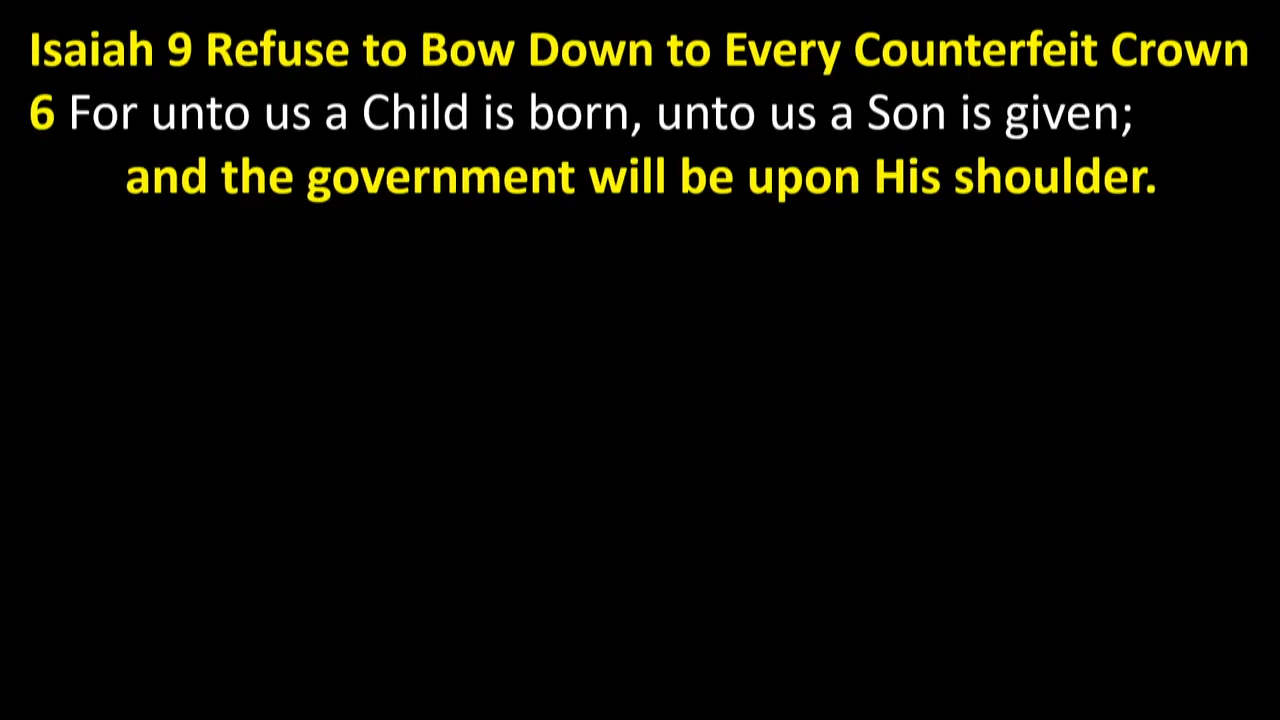 Isaiah 9 Refuse to Bow Down to Every Counterfeit Crown
6 For unto us a Child is born, unto us a Son is given;
and the government will be upon His shoulder.